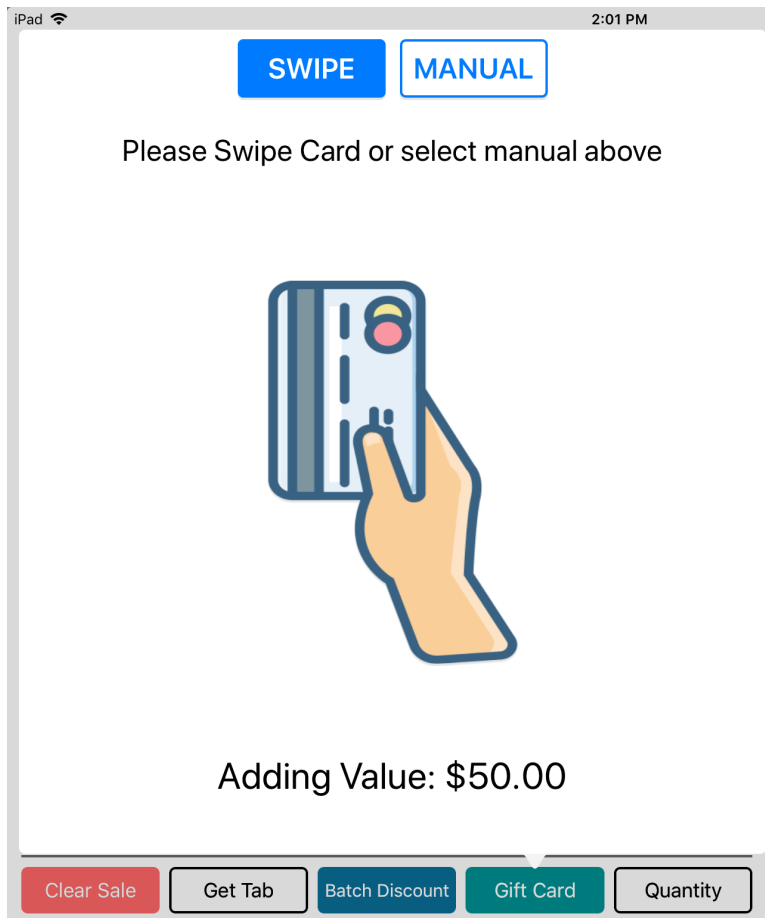 iPad 2:01 PM
SWIPE MANUAL
Please Swipe Card or select manual above
Adding Value: $50.00
Clear Sale Get Tab Batch Discount Gift Card Quantity